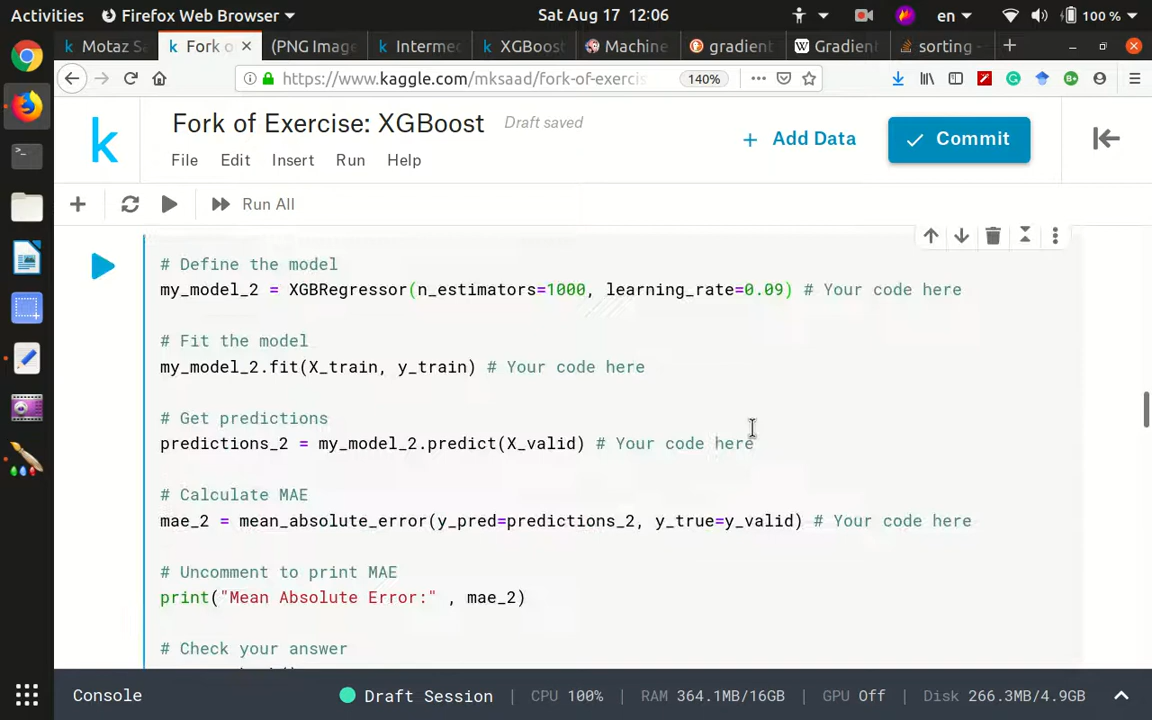 Activities Firefox Web Browser Sat Aug 17 12:06 en 100 %
Motaz S Fork o (PNG Image Intermed XGBoost Machine gradient Gradien sorting -
https://www.kaggle.com/mksaad/fork-of-exercis 140%
k Fork of Exercise: XGBoost Draft saved
+ Add Data Commit
File Edit Insert Run Help
Run All
# Define the model
my_model_2 = XGBRegressor(n_estimators=1000, learning_rate=0.09) # Your code here
# Fit the model
my_model_2.fit(X_train, y_train) # Your code here
# Get predictions
predictions_2 = my_model_2.predict(X_valid) # Your code here
# Calculate MAE
mae_2 = mean_absolute_error(y_pred=predictions_2, y_true=y_valid) # Your code here
# Uncomment to print MAE
print("Mean Absolute Error:" , mae_2)
# Check your answer
Console Draft Session | CPU 100% | RAM 364.1MB/16GB | GPU Off | Disk 266.3MB/4.9GB